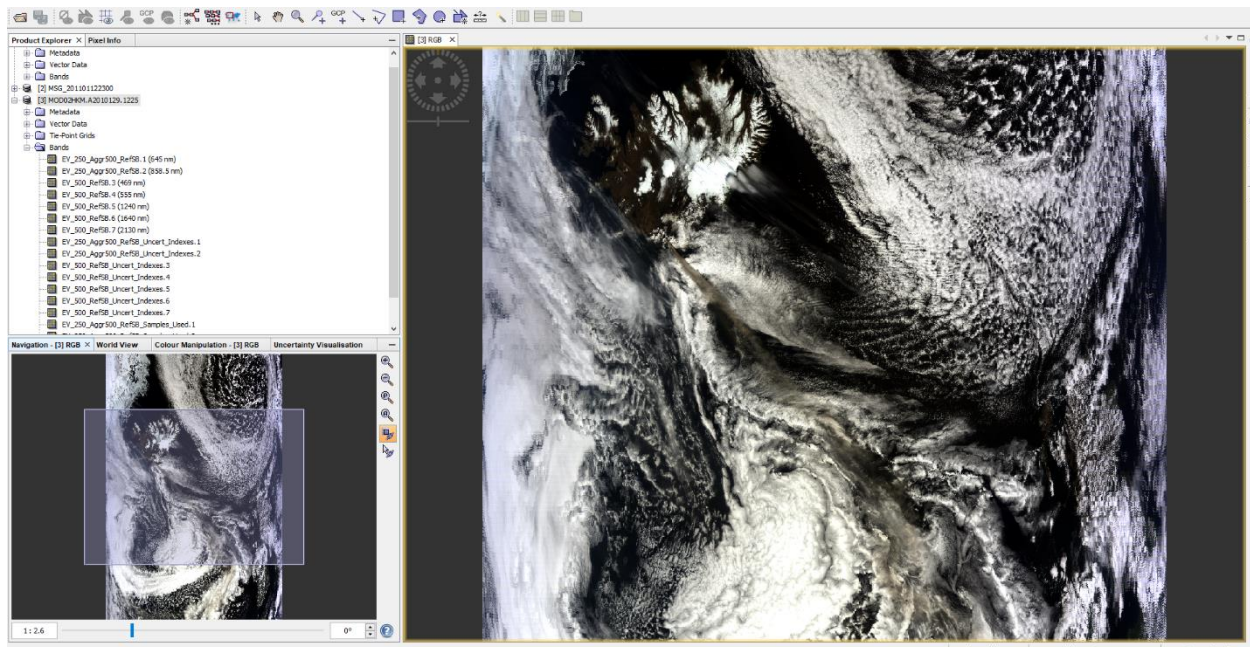 GCP
GCP
Product Explorer × Pixel Info
[3] RGB ×
Metadata
Vector Data
Bands
[2] MSG_201101122300
[3] MOD02HKM.A2010129.1225
Metadata
Vector Data
Tie-Point Grids
Bands
EV_250_Aggr500_RefSB.1 (645 nm)
EV_250_Aggr500_RefSB.2 (858.5 nm)
EV_500_RefSB.3 (469 nm)
EV_500_RefSB.4 (555 nm)
EV_500_RefSB.5 (1240 nm)
EV_500_RefSB.6 (1640 nm)
EV_500_RefSB.7 (2130 nm)
EV_250_Aggr500_RefSB_Uncert_Indexes.1
EV_250_Aggr500_RefSB_Uncert_Indexes.2
EV_500_RefSB_Uncert_Indexes.3
EV_500_RefSB_Uncert_Indexes.4
EV_500_RefSB_Uncert_Indexes.5
EV_500_RefSB_Uncert_Indexes.6
EV_500_RefSB_Uncert_Indexes.7
EV_250_Aggr500_RefSB_Samples_Used.1
Navigation - [3] RGB × World View Colour Manipulation - [3] RGB Uncertainty Visualisation
1 : 2.6
0°